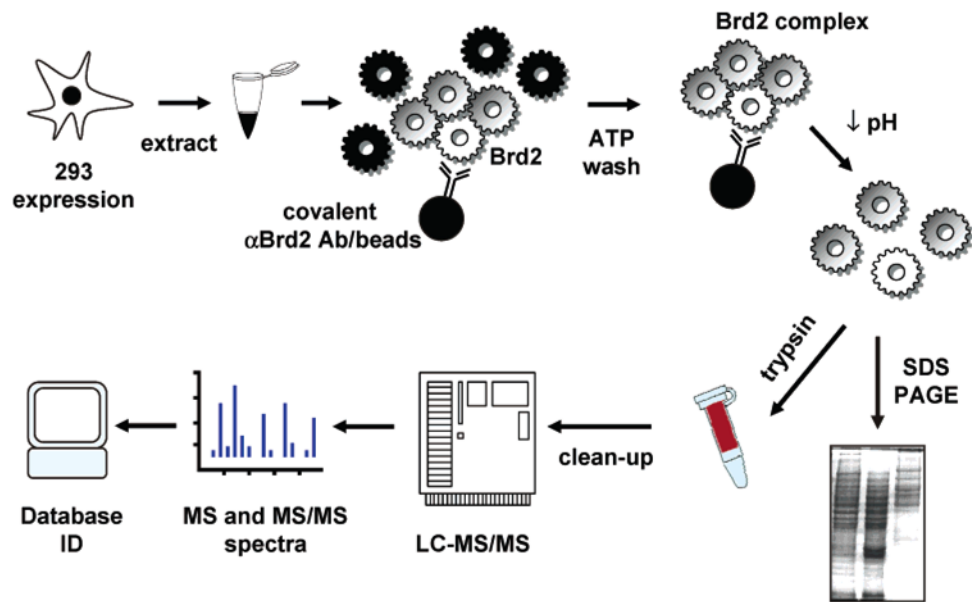 Brd2 complex
293
expression
extract
Brd2
covalent
αBrd2 Ab/beads
ATP
wash
↓ pH
trypsin
SDS
PAGE
clean-up
LC-MS/MS
MS and MS/MS
spectra
Database
ID